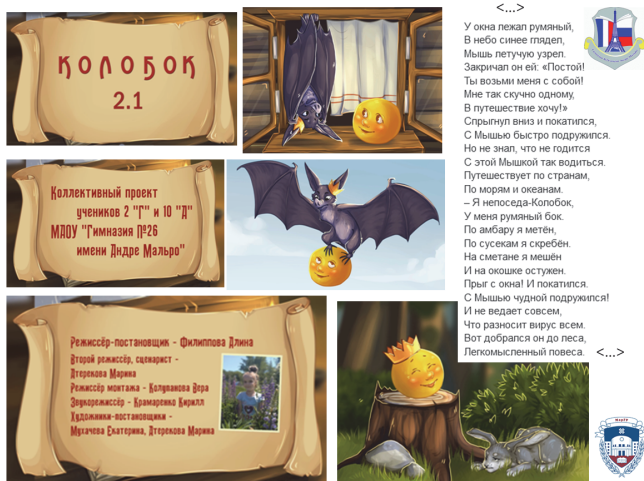 КОЛОБОК
2.1
Коллективный проект
учеников 2 "Г" и 10 "А"
МАОУ "Гимназия №26
имени Андре Мальро"
Режиссёр-постановщик - Филиппова Алина
Второй режиссёр, сценарист -
Дтерекова Марина
Режиссёр монтажа - Колупанова Вера
Звукорежиссёр - Крамаренко Кирилл
Художники-постановщики -
Мухачева Екатерина, Дтерекова Марина
<...>
У окна лежал румяный,
В небо синее глядел,
Мышь летучую узрел.
Закричал он ей: «Постой!
Ты возьми меня с собой!
Мне так скучно одному,
В путешествие хочу!»
Спрыгнул вниз и покатился,
С Мышью быстро подружился.
Но не знал, что не годится
С этой Мышкой так водиться.
Путешествует по странам,
По морям и океанам.
– Я непоседа-Колобок,
У меня румяный бок.
По амбару я метён,
По сусекам я скребён.
На сметане я мешён
И на окошке остужен.
Прыг с окна! И покатился.
С Мышью чудной подружился!
И не ведает совсем,
Что разносит вирус всем.
Вот добрался он до леса,
Легкомысленный повеса. <...>